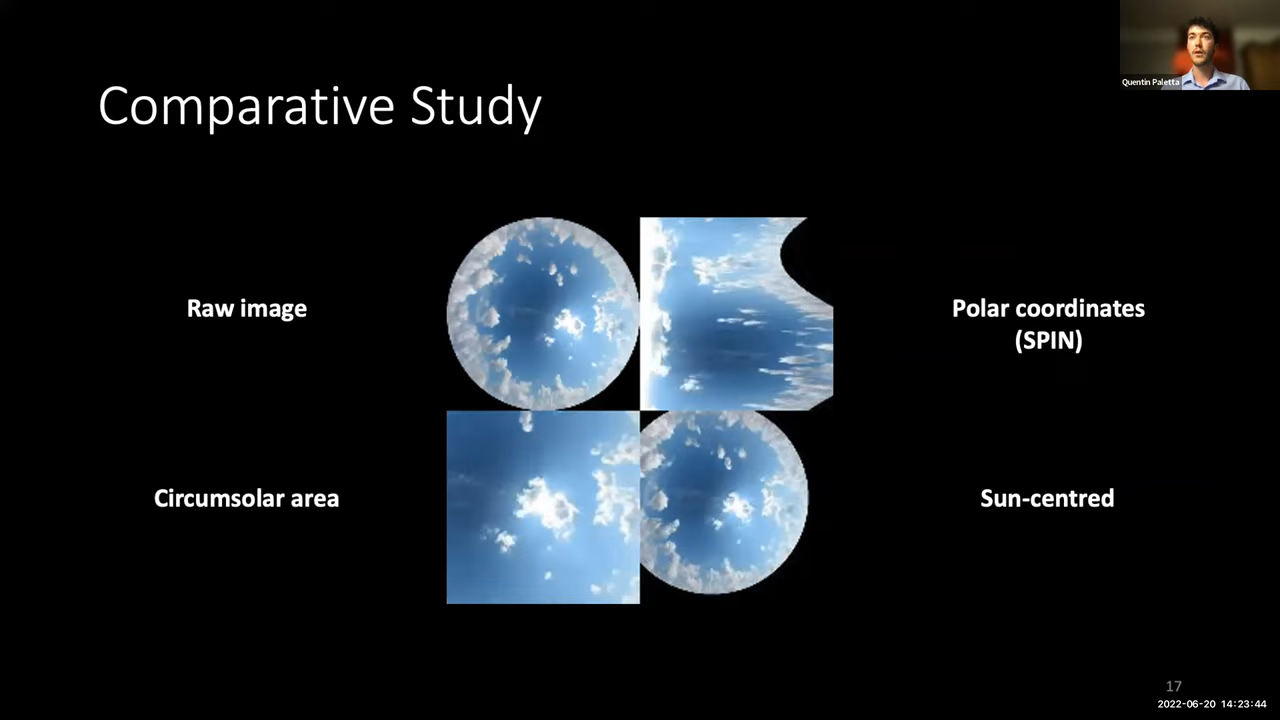 Quentin Paletta
Comparative Study
Raw image
Polar coordinates
(SPIN)
Circumsolar area
Sun-centred
17
2022-06-20 14:23:44